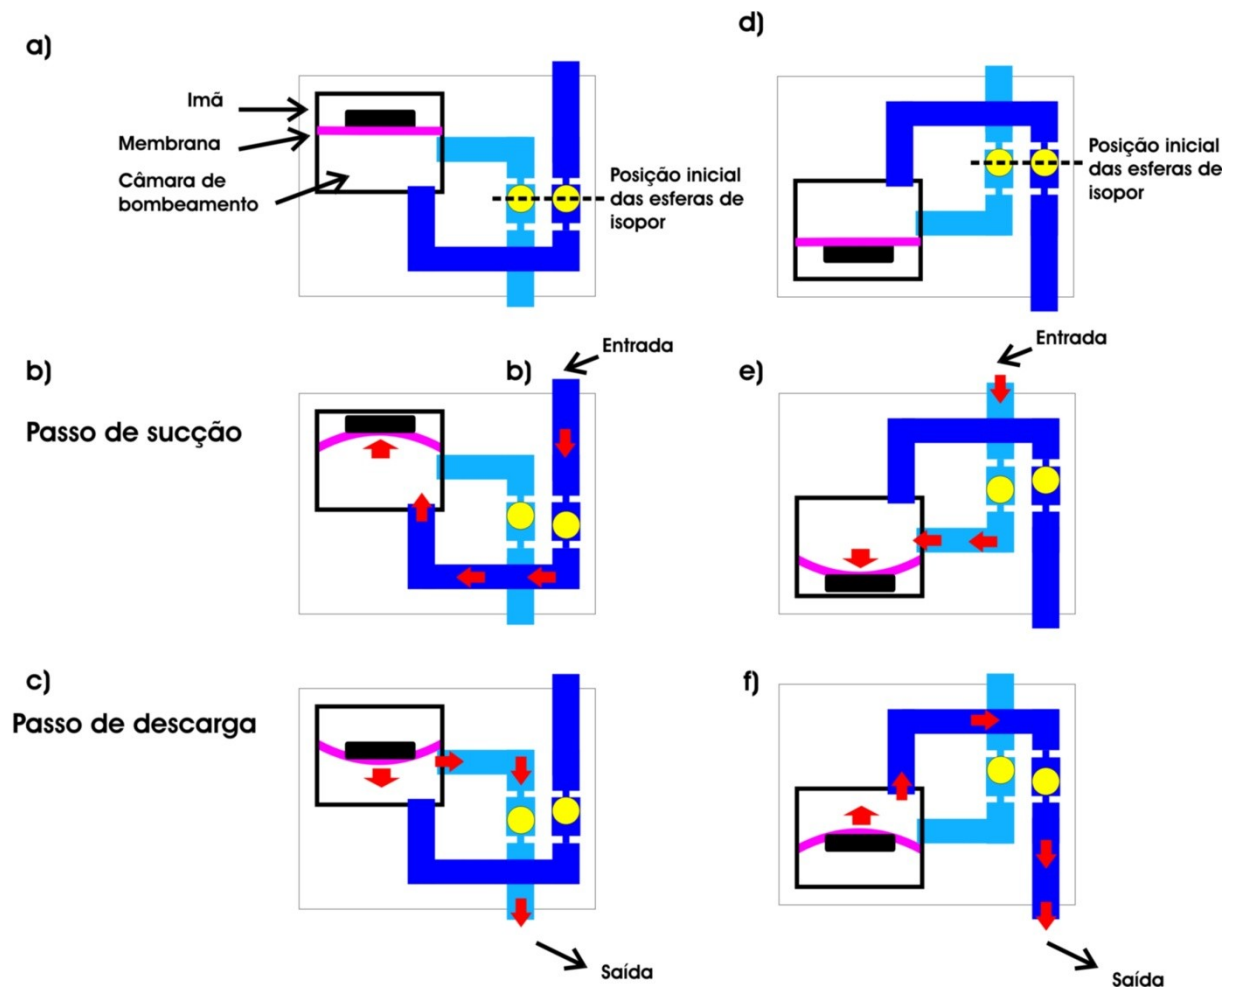 a)
Imã
Membrana
Câmara de
bombeamento
Posição inicial
das esferas de
isopor
d)
Posição inicial
das esferas de
isopor
b)
Passo de sucção
b)
Entrada
e)
Entrada
c)
Passo de descarga
Saída
f)
Saída